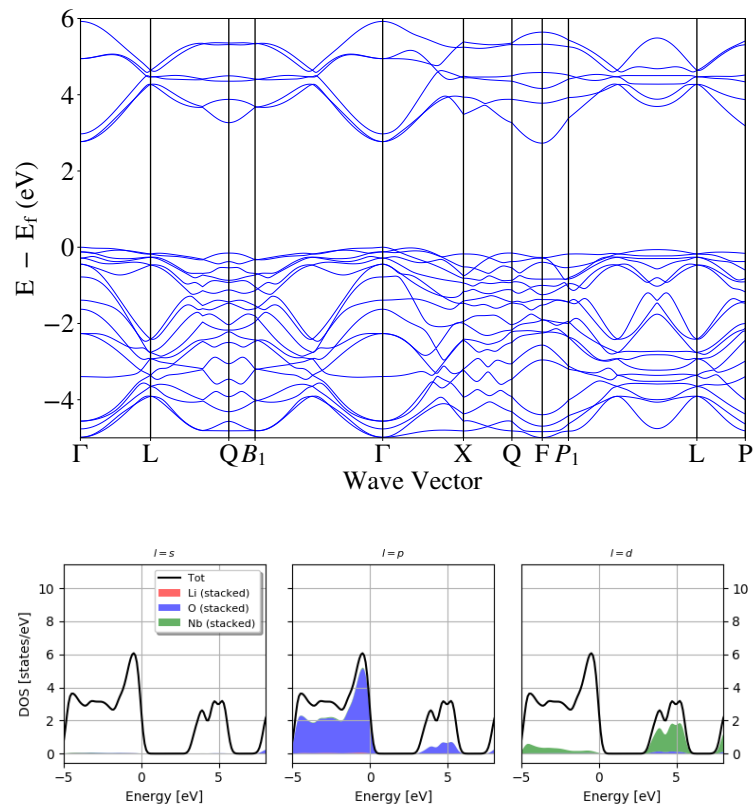 6
4
2
0
−2
−4
E − E_f (eV)
Γ L Q B₁ Γ X Q F P₁ L P
Wave Vector
l = s
l = p
l = d
Tot
Li (stacked)
O (stacked)
Nb (stacked)
DOS [states/eV]
10
8
6
4
2
0
10
8
6
4
2
0
−5 0 5
−5 0 5
−5 0 5
Energy [eV]
Energy [eV]
Energy [eV]